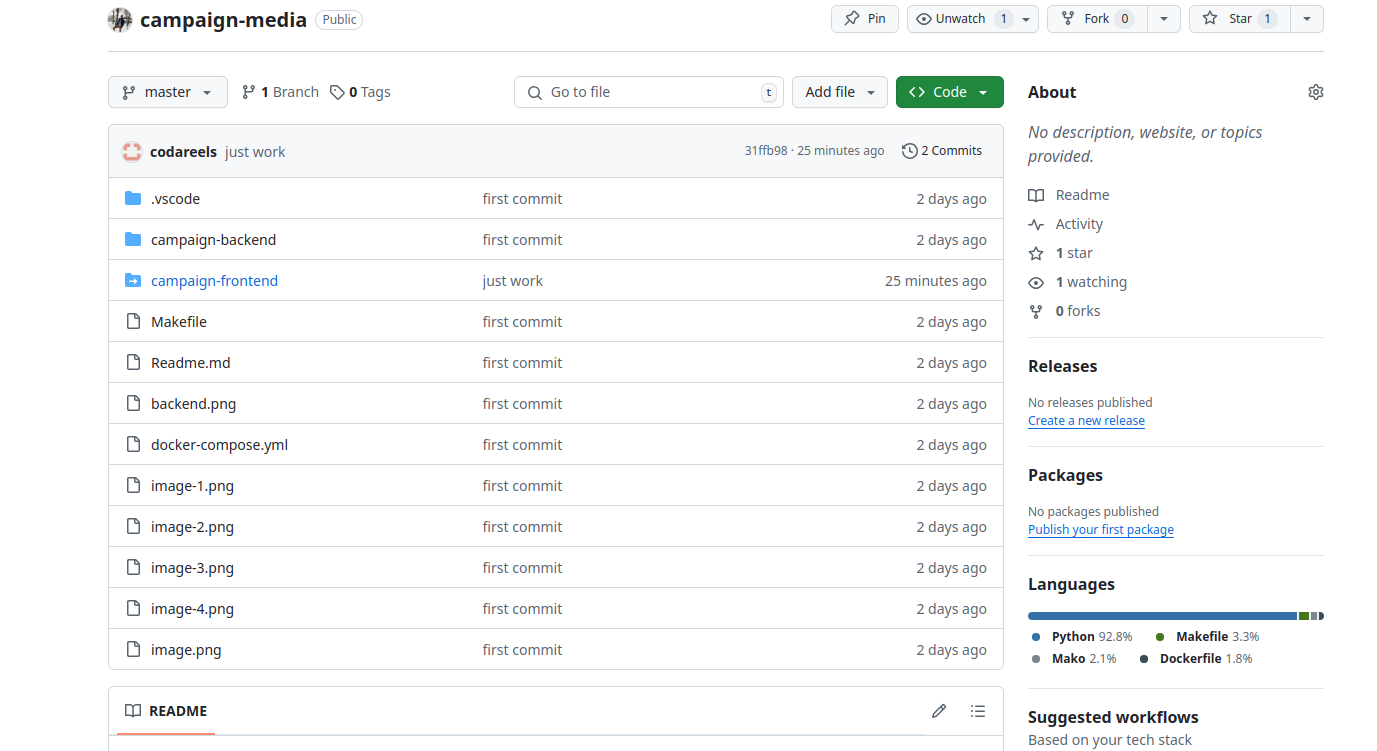 campaign-media Public Pin Unwatch 1 Fork 0 Star 1
master 1 Branch 0 Tags Go to file t Add file Code
codareels just work 31ffb98 · 25 minutes ago 2 Commits
.vscode first commit 2 days ago
campaign-backend first commit 2 days ago
campaign-frontend just work 25 minutes ago
Makefile first commit 2 days ago
Readme.md first commit 2 days ago
backend.png first commit 2 days ago
docker-compose.yml first commit 2 days ago
image-1.png first commit 2 days ago
image-2.png first commit 2 days ago
image-3.png first commit 2 days ago
image-4.png first commit 2 days ago
image.png first commit 2 days ago
README
About
No description, website, or topics
provided.
Readme
Activity
1 star
1 watching
0 forks
Releases
No releases published
Create a new release
Packages
No packages published
Publish your first package
Languages
Python 92.8% Makefile 3.3%
Mako 2.1% Dockerfile 1.8%
Suggested workflows
Based on your tech stack